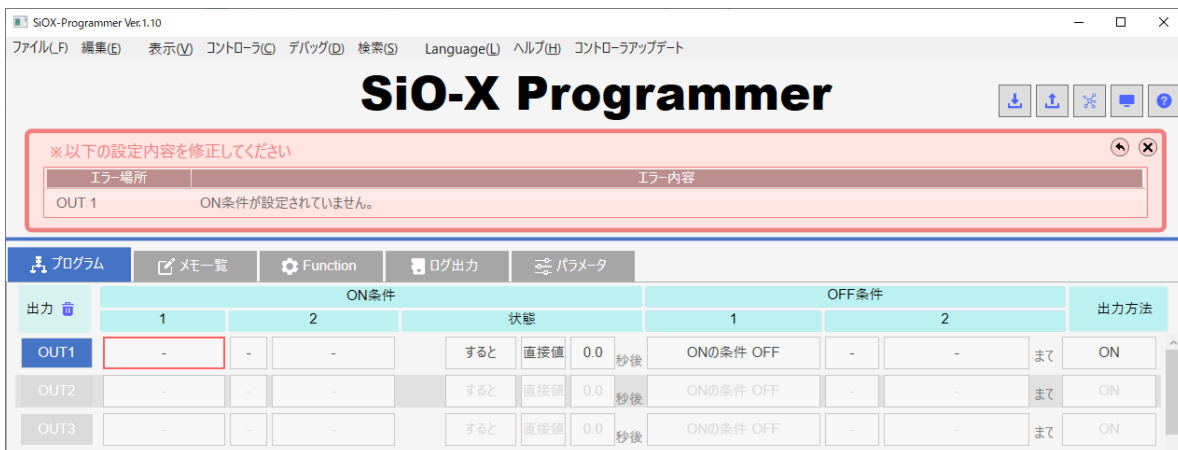 SiOX-Programmer Ver.1.10
ファイル(_F) 編集(E) 表示(V) コントローラ(C) デバッグ(D) 検索(S) Language(L) ヘルプ(H) コントローラアップデート
SiO-X Programmer
※以下の設定内容を修正してください
エラー場所 エラー内容
OUT 1 ON条件が設定されていません。
プログラム メモ一覧 Function ログ出力 パラメータ
出力 ON条件 OFF条件 出力方法
1 2 状態 1 2
OUT1 - - - すると 直接値 0.0 秒後 ONの条件 OFF - - まで ON
OUT2 - - - すると 直接値 0.0 秒後 ONの条件 OFF - - まで ON
OUT3 - - - すると 直接値 0.0 秒後 ONの条件 OFF - - まで ON